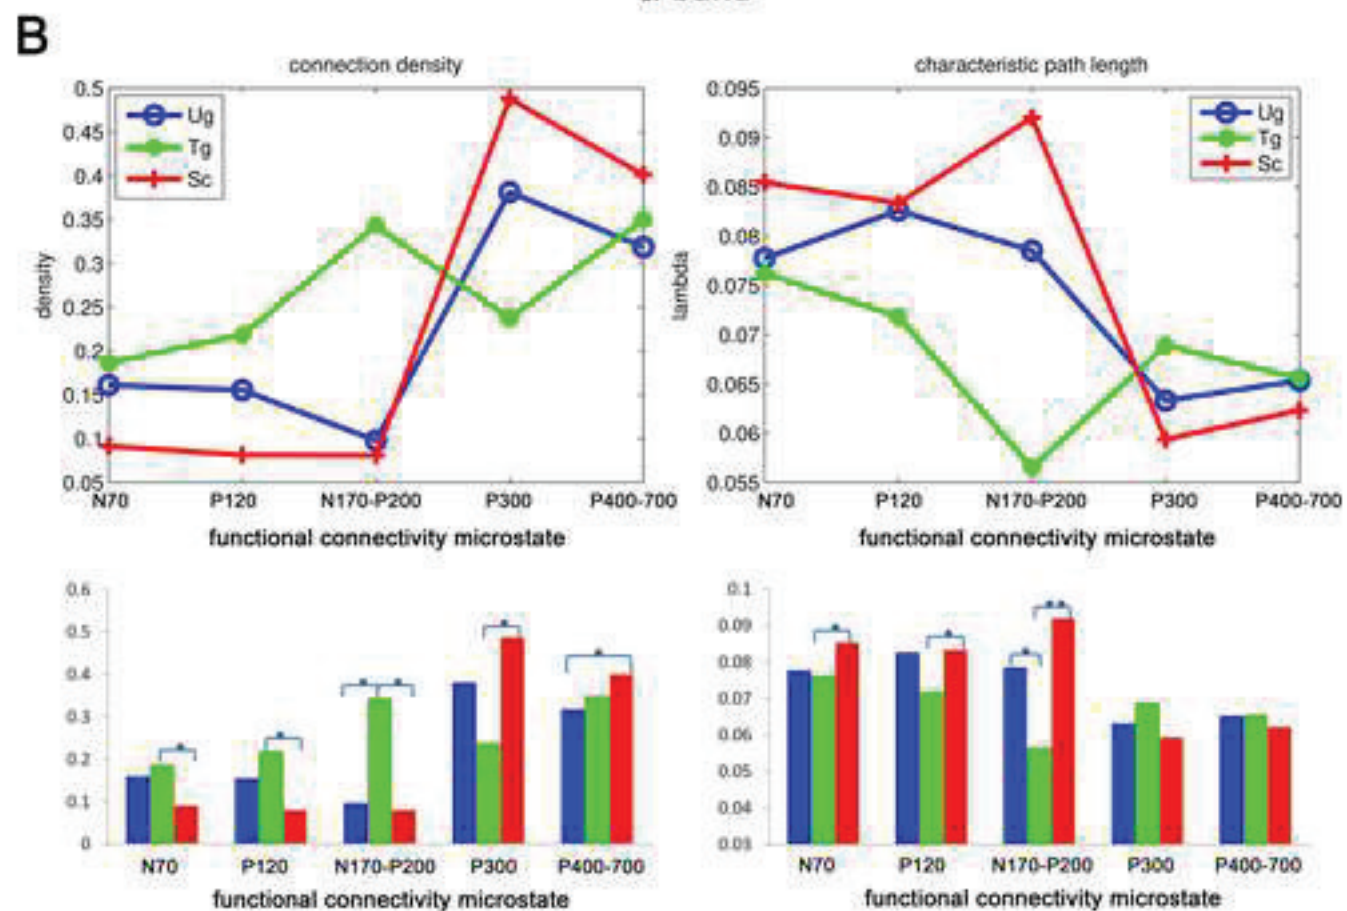 B
connection density
0.5
0.45
0.4
0.35
0.3
0.25
0.2
0.15
0.1
0.05
density
Ug
Tg
Sc
N70 P120 N170-P200 P300 P400-700
functional connectivity microstate
characteristic path length
0.095
0.09
0.085
0.08
0.075
0.07
0.065
0.06
0.055
lambda
Ug
Tg
Sc
N70 P120 N170-P200 P300 P400-700
functional connectivity microstate
0.6
0.5
0.4
0.3
0.2
0.1
0
* * * * * *
N70 P120 N170-P200 P300 P400-700
functional connectivity microstate
0.1
0.09
0.08
0.07
0.06
0.05
0.04
0.03
* * * **
N70 P120 N170-P200 P300 P400-700
functional connectivity microstate